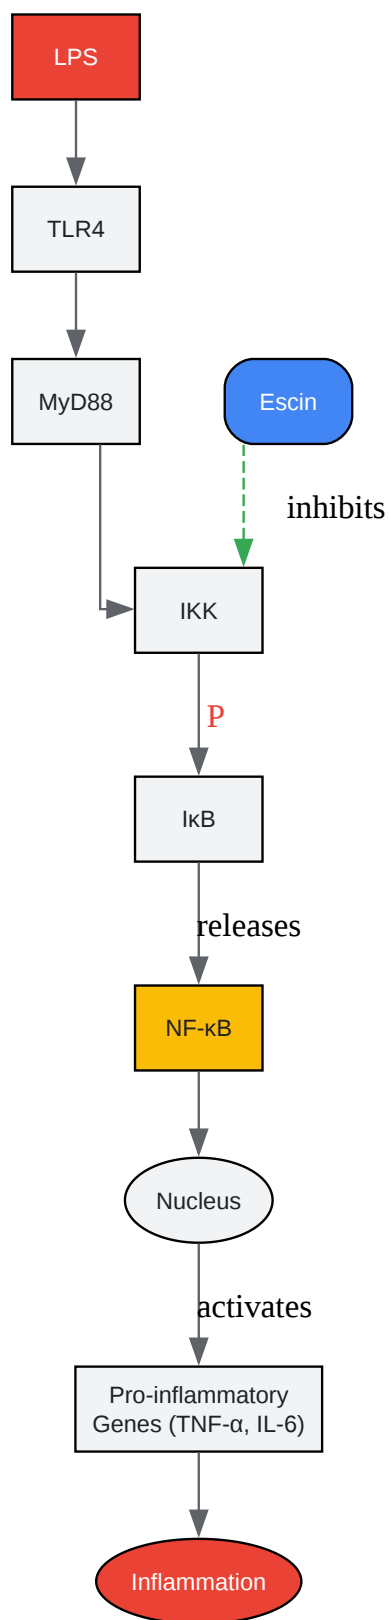 LPS
TLR4
MyD88
Escin
inhibits
IKK
P
IκB
releases
NF-κB
Nucleus
activates
Pro-inflammatory
Genes (TNF-α, IL-6)
Inflammation